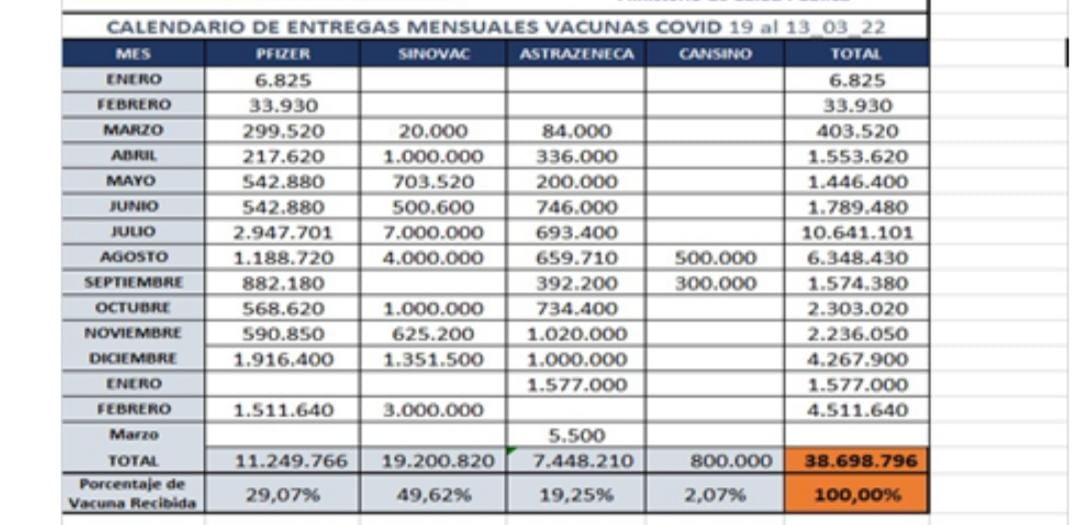 CALENDARIO DE ENTREGAS MENSUALES VACUNAS COVID 19 al 13_03_22
MES PFIZER SINOVAC ASTRAZENECA CANSINO TOTAL
ENERO 6.825 6.825
FEBRERO 33.930 33.930
MARZO 299.520 20.000 84.000 403.520
ABRIL 217.620 1.000.000 336.000 1.553.620
MAYO 542.880 703.520 200.000 1.446.400
JUNIO 542.880 500.600 746.000 1.789.480
JULIO 2.947.701 7.000.000 693.400 10.641.101
AGOSTO 1.188.720 4.000.000 659.710 500.000 6.348.430
SEPTIEMBRE 882.180 392.200 300.000 1.574.380
OCTUBRE 568.620 1.000.000 734.400 2.303.020
NOVIEMBRE 590.850 625.200 1.020.000 2.236.050
DICIEMBRE 1.916.400 1.351.500 1.000.000 4.267.900
ENERO 1.577.000 1.577.000
FEBRERO 1.511.640 3.000.000 4.511.640
Marzo 5.500
TOTAL 11.249.766 19.200.820 7.448.210 800.000 38.698.796
Porcentaje de
Vacuna Recibida 29,07% 49,62% 19,25% 2,07% 100,00%